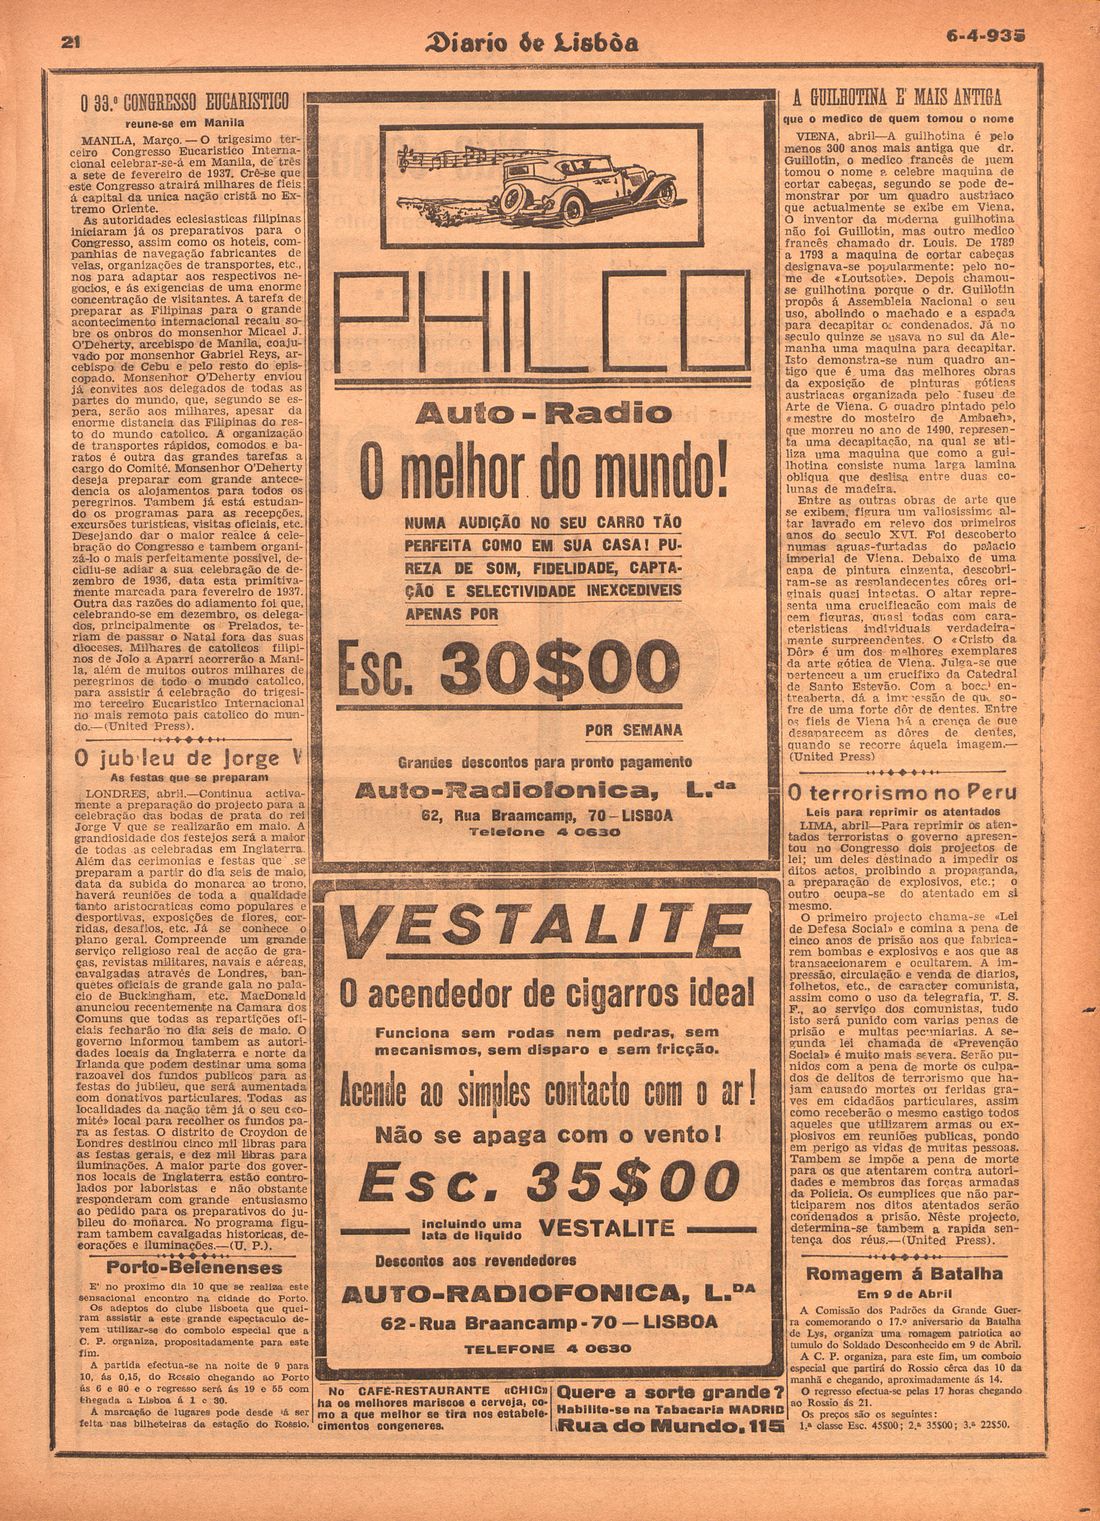 21
Diario de Lisbôa
6-4-935
O 33.º CONGRESSO EUCARISTICO
reune-se em Manila
MANILA, Março. — O trigesimo ter-
ceiro Congresso Eucaristico Interna-
cional celebrar-se-á em Manila, de três
a sete de fevereiro de 1937. Crê-se que
este Congresso atrairá milhares de fieis
á capital da unica nação cristã no Ex-
tremo Oriente.
As autoridades eclesiasticas filipinas
iniciaram já os preparativos para o
Congresso, assim como os hoteis, com-
panhias de navegação fabricantes de
velas, organizações de transportes, etc.,
nos para adaptar aos respectivos ne-
gocios, e ás exigencias de uma enorme
concentração de visitantes. A tarefa de
preparar as Filipinas para o grande
acontecimento internacional recaiu so-
bre os onbros do monsenhor Micael J.
O'Deherty, arcebispo de Manila, coaju-
vado por monsenhor Gabriel Reys, ar-
cebispo de Cebu e pelo resto do epis-
copado. Monsenhor O'Deherty enviou
já convites aos delegados de todas as
partes do mundo, que, segundo se es-
pera, serão aos milhares, apesar da
enorme distancia das Filipinas do res-
to do mundo catolico. A organização
de transportes rápidos, comodos e ba-
ratos é outra das grandes tarefas a
cargo do Comité. Monsenhor O'Deherty
deseja preparar com grande antece-
dencia os alojamentos para todos os
peregrinos. Tambem já está estudan-
do os programas para as recepções,
excursões turisticas, visitas oficiais, etc.
Desejando dar o maior realce á cele-
bração do Congresso e tambem organi-
zá-lo o mais perfeitamente possível, de-
cidiu-se adiar a sua celebração de de-
zembro de 1936, data esta primitiva-
mente marcada para fevereiro de 1937.
Outra das razões do adiamento foi que,
celebrando-se em dezembro, os delega-
dos, principalmente os Prelados, te-
riam de passar o Natal fora das suas
dioceses. Milhares de catolicos filipi-
nos de Jolo a Aparri acorrerão a Mani-
la, além de muitos outros milhares de
peregrinos de todo o mundo catolico,
para assistir á celebração do trigesi-
mo terceiro Eucaristico Internacional
no mais remoto pais catolico do mun-
do.—(United Press).
O jubileu de Jorge V
As festas que se preparam
LONDRES, abril.—Continua activa-
mente a preparação do projecto para a
celebração das bodas de prata do rei
Jorge V que se realizarão em maio. A
grandiosidade dos festejos será a maior
de todas as celebradas em Inglaterra.
Além das cerimonias e festas que se
preparam a partir do dia seis de maio,
data da subida do monarca ao trono,
haverá reuniões de toda a qualidade
tanto aristocraticas como populares e
desportivas, exposições de flores, cor-
ridas, desafios, etc. Já se conhece o
plano geral. Compreende um grande
serviço religioso real de acção de gra-
ças, revistas militares, navais e aéreas,
cavalgadas através de Londres, ban-
quetes oficiais de grande gala no pala-
cio de Buckingham, etc. MacDonald
anunciou recentemente na Camara dos
Comuns que todas as repartições ofi-
ciais fecharão no dia seis de maio. O
governo informou tambem as autori-
dades locais da Inglaterra e norte da
Irlanda que podem destinar uma soma
razoavel dos fundos publicos para as
festas do jubileu, que será aumentada
com donativos particulares. Todas as
localidades da nação têm já o seu «co-
mité» local para recolher os fundos pa-
ra as festas. O distrito de Croydon de
Londres destinou cinco mil libras para
as festas gerais, e dez mil libras para
iluminações. A maior parte dos gover-
nos locais de Inglaterra estão contro-
lados por laboristas e não obstante
responderam com grande entusiasmo
ao pedido para os preparativos do ju-
bileu do monarca. No programa figu-
ram tambem cavalgadas historicas, de-
corações e iluminações.—(U. P.).
Porto-Belenenses
E' no proximo dia 10 que se realiza este
sensacional encontro na cidade do Porto.
Os adeptos do clube lisboeta que quei-
ram assistir a este grande espectaculo de-
vem utilizar-se do comboio especial que a
C. P. organiza, propositadamente para este
fim.
A partida efectua-se na noite de 9 para
10, ás 0,15, do Rossio chegando ao Porto
ás 6 e 80 e o regresso será ás 19 e 55 com
chegada a Lisboa á 1 e 30.
A marcação de lugares pode desde já ser
feita nas bilheteiras da estação do Rossio.
PHILCO
Auto-Radio
O melhor do mundo!
NUMA AUDIÇÃO NO SEU CARRO TÃO
PERFEITA COMO EM SUA CASA! PU-
REZA DE SOM, FIDELIDADE, CAPTA-
ÇÃO E SELECTIVIDADE INEXCEDIVEIS
APENAS POR
Esc. 30$00
POR SEMANA
Grandes descontos para pronto pagamento
Auto-Radiofonica, L.da
62, Rua Braamcamp, 70—LISBOA
Telefone 4 0630
VESTALITE
O acendedor de cigarros ideal
Funciona sem rodas nem pedras, sem
mecanismos, sem disparo e sem fricção.
Acende ao simples contacto com o ar!
Não se apaga com o vento!
Esc. 35$00
incluindo uma
lata de liquido
VESTALITE
Descontos aos revendedores
AUTO-RADIOFONICA, L.DA
62-Rua Braancamp-70—LISBOA
TELEFONE 4 0630
No CAFÉ-RESTAURANTE «CHIC»
ha os melhores mariscos e cerveja, co-
mo a que melhor se tira nos estabele-
cimentos congeneres.
Quere a sorte grande?
Habilite-se na Tabacaria MADRID
Rua do Mundo, 115
A GUILHOTINA E' MAIS ANTIGA
que o medico de quem tomou o nome
VIENA, abril—A guilhotina é pelo
menos 300 anos mais antiga que dr.
Guillotin, o medico francês de quem
tomou o nome a celebre maquina de
cortar cabeças, segundo se pode de-
monstrar por um quadro austriaco
que actualmente se exibe em Viena.
O inventor da moderna guilhotina
não foi Guillotin, mas outro medico
francês chamado dr. Louis. De 1789
a 1793 a maquina de cortar cabeças
designava-se popularmente: pelo no-
me de «Loutsotte». Depois chamou-
se guilhotina porque o dr. Guillotin
propôs á Assembleia Nacional o seu
uso, abolindo o machado e a espada
para decapitar os condenados. Já no
seculo quinze se usava no sul da Ale-
manha uma maquina para decapitar.
Isto demonstra-se num quadro an-
tigo que é uma das melhores obras
da exposição de pinturas góticas
austriacas organizada pelo fuseu de
Arte de Viena. O quadro pintado pelo
«mestre do mosteiro de Ambaeh»,
que morreu no ano de 1490, represen-
ta uma decapitação, na qual se uti-
liza uma maquina que como a gui-
lhotina consiste numa larga lamina
obliqua que deslisa entre duas co-
lunas de madeira.
Entre as outras obras de arte que
se exibem, figura um valiosissimo al-
tar lavrado em relevo dos primeiros
anos do seculo XVI. Foi descoberto
numas aguas-furtadas do palacio
imperial de Viena. Debaixo de uma
capa de pintura cinzenta, descobri-
ram-se as resplandecentes côres ori-
ginais quasi intactas. O altar repre-
senta uma crucificacão com mais de
cem figuras, quasi todas com cara-
cteristicas individuais verdadeira-
mente surpreendentes. O «Cristo da
Dôr» é um dos melhores exemplares
da arte gótica de Viena. Julga-se que
pertenceu a um crucifixo da Catedral
de Santo Estevão. Com a boca en-
treaberta, dá a impressão de que so-
fre de uma forte dôr de dentes. Entre
os fieis de Viena há a crença de que
desaparecem as dôres de dentes,
quando se recorre áquela imagem.—
(United Press)
O terrorismo no Peru
Leis para reprimir os atentados
LIMA, abril—Para reprimir os aten-
tados terroristas o governo apresen-
tou no Congresso dois projectos de
lei; um deles destinado a impedir os
ditos actos, proibindo a propaganda,
a preparação de explosivos, etc.; o
outro ocupa-se do atentado em si
mesmo.
O primeiro projecto chama-se «Lei
de Defesa Social» e comina a pena de
cinco anos de prisão aos que fabrica-
rem bombas e explosivos e aos que as
transaccionarem e ocultarem. A im-
pressão, circulação e venda de diarios,
folhetos, etc., de caracter comunista,
assim como o uso da telegrafia, T. S.
F., ao serviço dos comunistas, tudo
isto será punido com varias penas de
prisão e multas pecuniarias. A se-
gunda lei chamada de «Prevenção
Social» é muito mais severa. Serão pu-
nidos com a pena de morte ós culpa-
dos de delitos de terrorismo que ha-
jam causado mortes ou feridas gra-
ves em cidadãos particulares, assim
como receberão o mesmo castigo todos
aqueles que utilizarem armas ou ex-
plosivos em reuniões publicas, pondo
em perigo as vidas de muitas pessoas.
Tambem se impõe a pena de morte
para os que atentarem contra autori-
dades e membros das forças armadas
da Policia. Os cumplices que não par-
ticiparem nos ditos atentados serão
condenados a prisão. Nêste projecto,
determina-se tambem a rapida sen-
tença dos réus.—(United Press).
Romagem á Batalha
Em 9 de Abril
A Comissão dos Padrões da Grande Guer-
ra comemorando o 17.º aniversario da Batalha
de Lys, organiza uma romagem patriotica ao
tumulo do Soldado Desconhecido em 9 de Abril.
A C. P. organiza, para este fim, um comboio
especial que partirá do Rossio cêrca das 10 da
manhã e chegando, aproximadamente ás 14.
O regresso efectua-se pelas 17 horas chegando
ao Rossio ás 21.
Os preços são os seguintes:
1.ª classe Esc. 45$00; 2.ª 35$00; 3.ª 22$50.